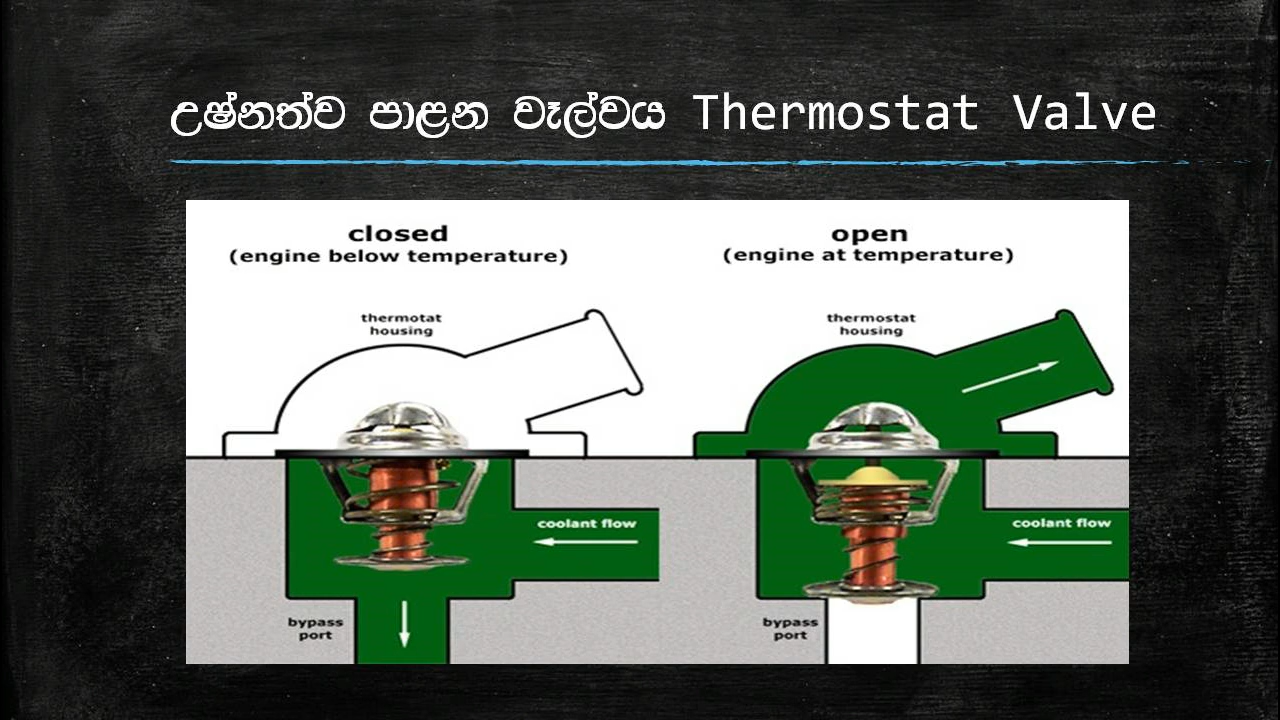 උෂ්නත්ව පාළන වෑල්වය Thermostat Valve
closed
(engine below temperature)
thermotat
housing
coolant flow
bypass
port
open
(engine at temperature)
thermostat
housing
coolant flow
bypass
port